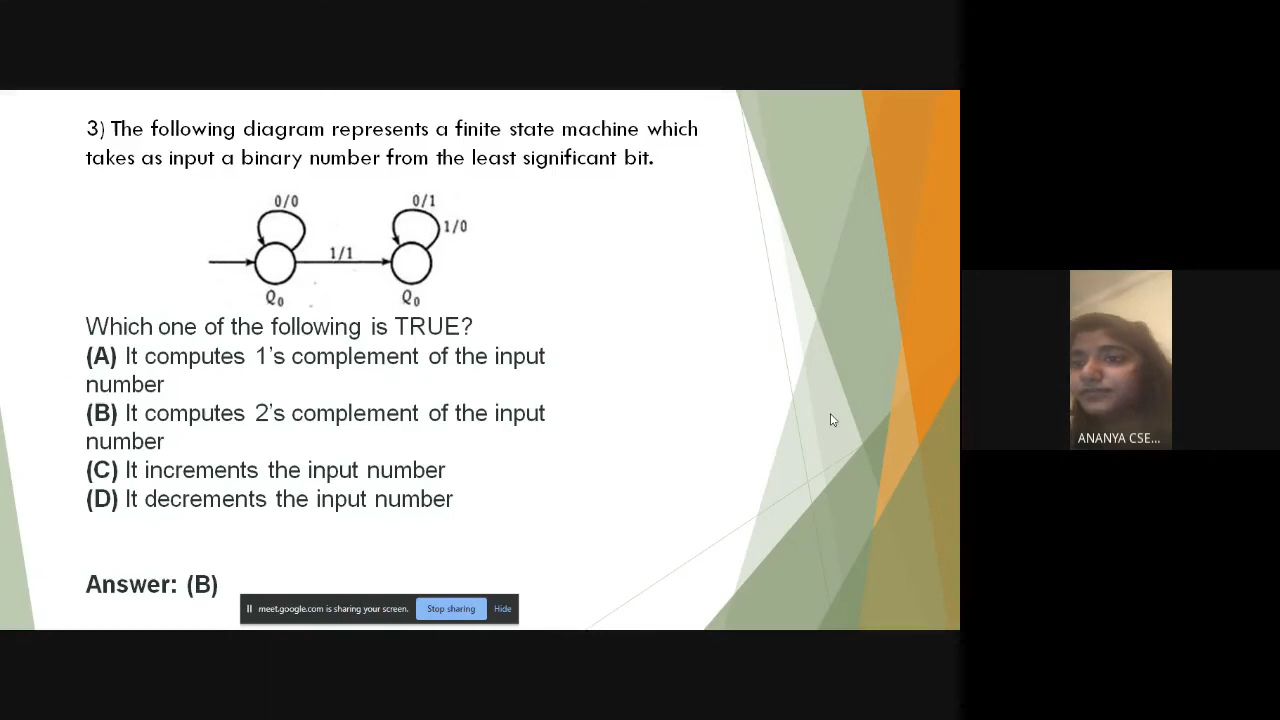 3) The following diagram represents a finite state machine which
takes as input a binary number from the least significant bit.
0/0
0/1
1/0
1/1
Q0
Q0
Which one of the following is TRUE?
(A) It computes 1’s complement of the input
number
(B) It computes 2’s complement of the input
number
(C) It increments the input number
(D) It decrements the input number
Answer: (B)
meet.google.com is sharing your screen. Stop sharing Hide
ANANYA CSE...